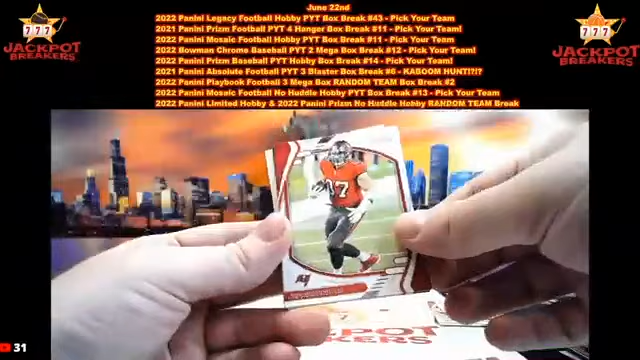 June 22nd
2022 Panini Legacy Football Hobby PYT Box Break #43 - Pick Your Team
2021 Panini Prizm Football PYT 4 Hanger Box Break #11 - Pick Your Team!
2022 Panini Mosaic Football Hobby PYT Box Break #11 - Pick Your Team
2022 Bowman Chrome Baseball PYT 2 Mega Box Break #12 - Pick Your Team!
2022 Panini Prizm Baseball PYT Hobby Box Break #14 - Pick Your Team!
2021 Panini Absolute Football PYT 3 Blaster Box Break #6 - KABOOM HUNT!?!?
2022 Panini Playbook Football 3 Mega Box RANDOM TEAM Box Break #2
2022 Panini Mosaic Football No Huddle Hobby PYT Box Break #13 - Pick Your Team
2022 Panini Limited Hobby & 2022 Panini Prizm No Huddle Hobby RANDOM TEAM Break
777
JACKPOT
BREAKERS
777
JACKPOT
BREAKERS
87
JACKPOT
BREAKERS
31